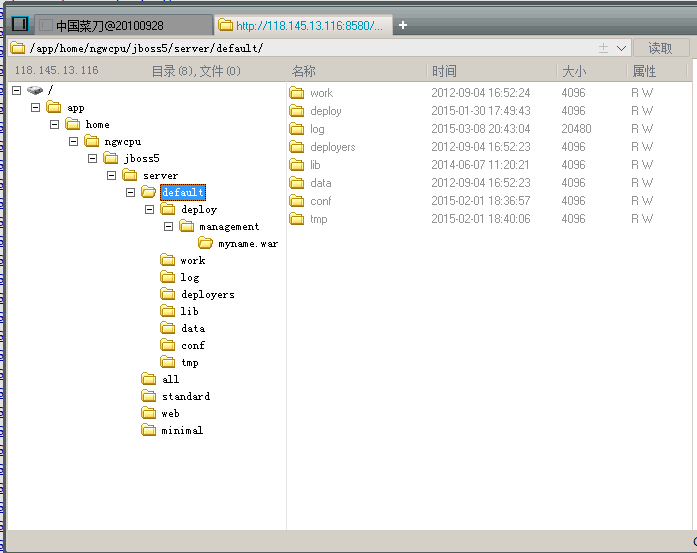 中国菜刀@20100928 http://118.145.13.116:8580/...
/app/home/ngwcpu/jboss5/server/default/ 读取
118.145.13.116 目录(8),文件(0) 名称 时间 大小 属性
/
app
home
ngwcpu
jboss5
server
default
deploy
management
myname.war
work
log
deployers
lib
data
conf
tmp
all
standard
web
minimal
work 2012-09-04 16:52:24 4096 R W
deploy 2015-01-30 17:49:43 4096 R W
log 2015-03-08 20:43:04 20480 R W
deployers 2012-09-04 16:52:23 4096 R W
lib 2014-06-07 11:20:21 4096 R W
data 2012-09-04 16:52:23 4096 R W
conf 2015-02-01 18:36:57 4096 R W
tmp 2015-02-01 18:40:06 4096 R W